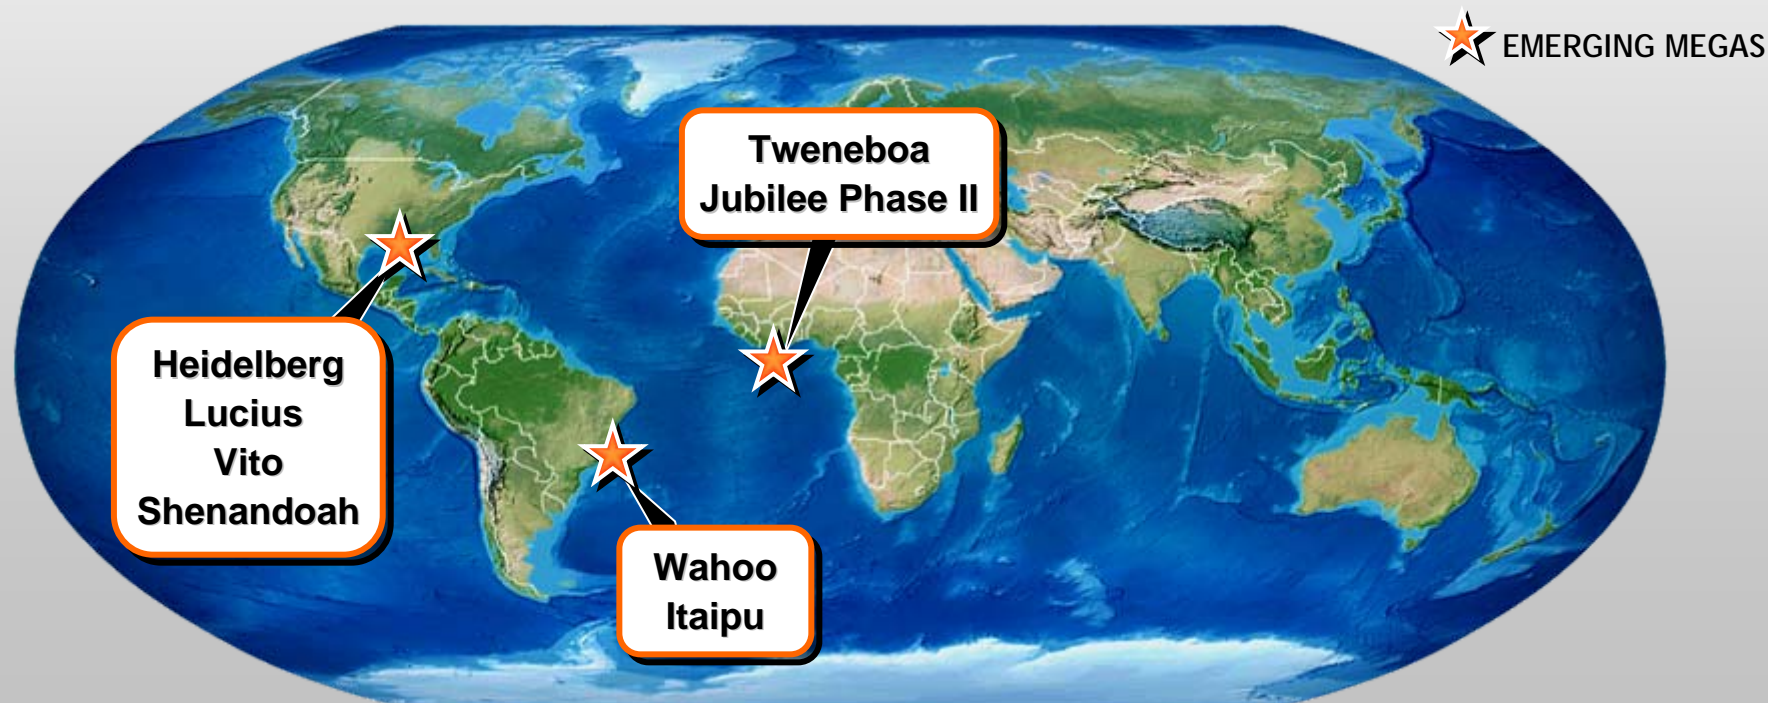 EMERGING MEGAS
Tweneboa
Jubilee Phase II
Heidelberg
Lucius
Vito
Shenandoah
Wahoo
Itaipu